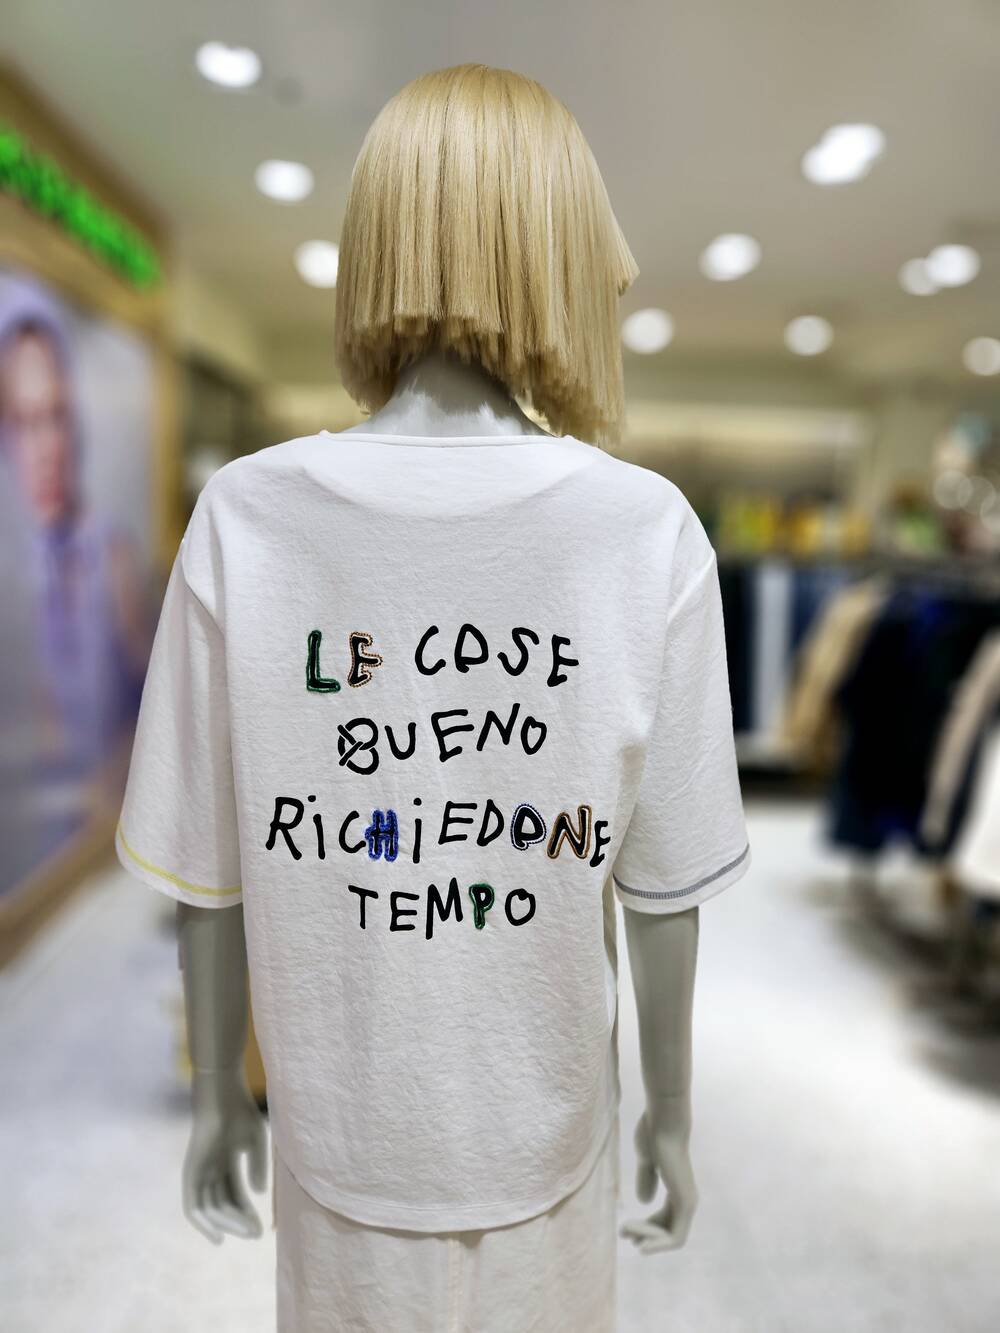 LE COSE
BUENO
RiCHiEDONE
TEMPO